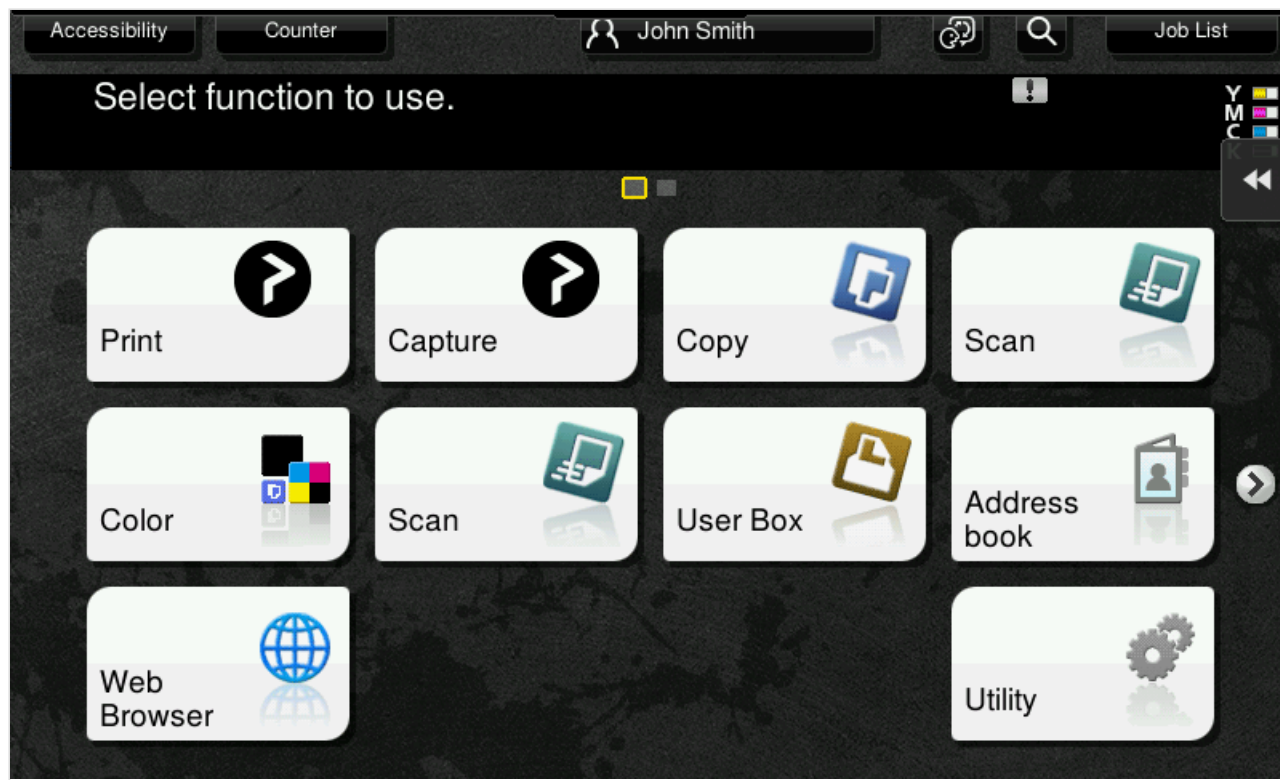 Accessibility
Counter
John Smith
Job List
Select function to use.
Y
M
C
K
Print
Capture
Copy
Scan
Color
Scan
User Box
Address
book
Web
Browser
Utility